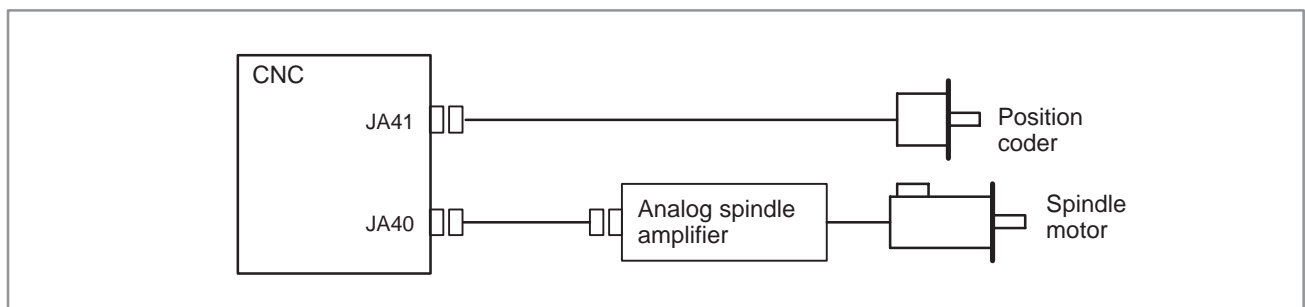 CNC
JA41
Position
coder
JA40
Analog spindle
amplifier
Spindle
motor